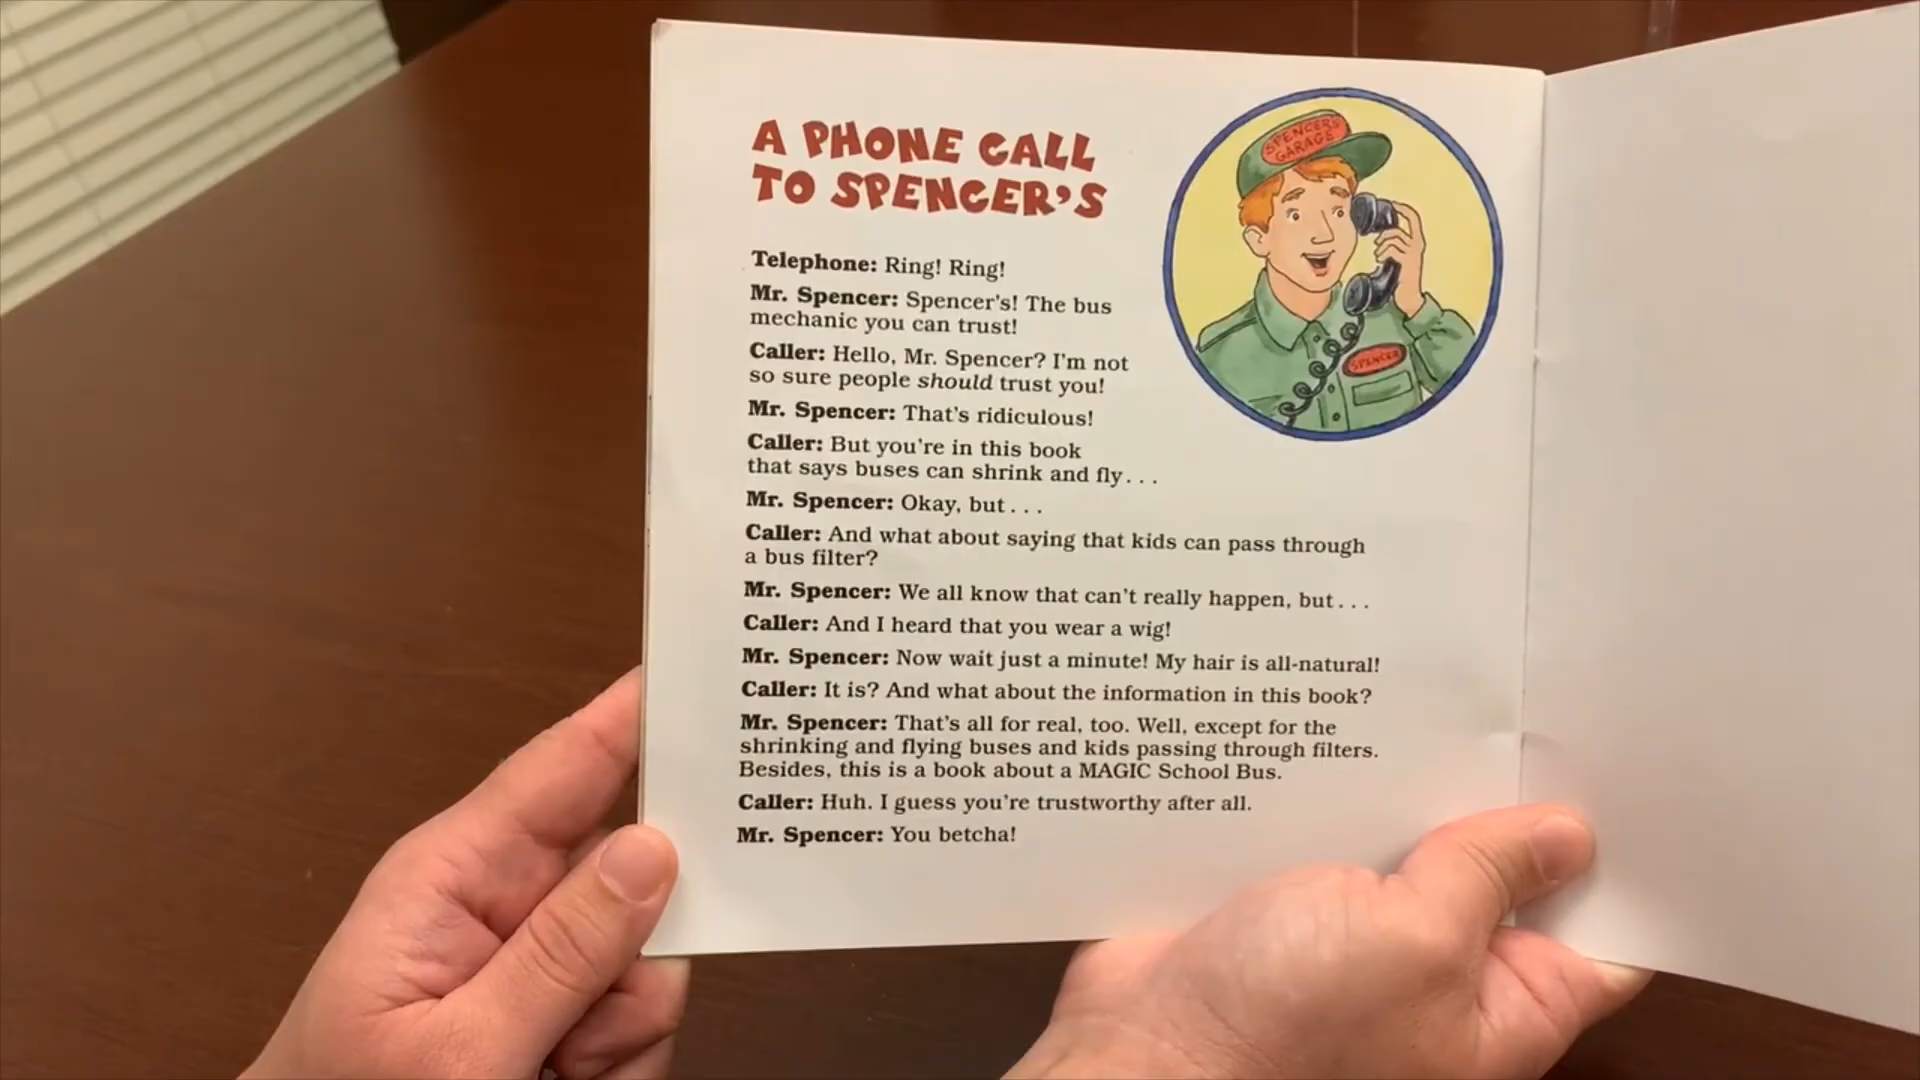 A PHONE CALL
TO SPENCER'S
SPENCER'S
GARAGE
SPENCER
Telephone: Ring! Ring!
Mr. Spencer: Spencer's! The bus
mechanic you can trust!
Caller: Hello, Mr. Spencer? I'm not
so sure people should trust you!
Mr. Spencer: That's ridiculous!
Caller: But you're in this book
that says buses can shrink and fly . . .
Mr. Spencer: Okay, but . . .
Caller: And what about saying that kids can pass through
a bus filter?
Mr. Spencer: We all know that can't really happen, but . . .
Caller: And I heard that you wear a wig!
Mr. Spencer: Now wait just a minute! My hair is all-natural!
Caller: It is? And what about the information in this book?
Mr. Spencer: That's all for real, too. Well, except for the
shrinking and flying buses and kids passing through filters.
Besides, this is a book about a MAGIC School Bus.
Caller: Huh. I guess you're trustworthy after all.
Mr. Spencer: You betcha!